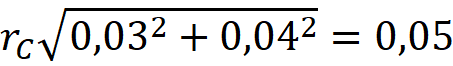 r_C√(0,03² + 0,04²) = 0,05